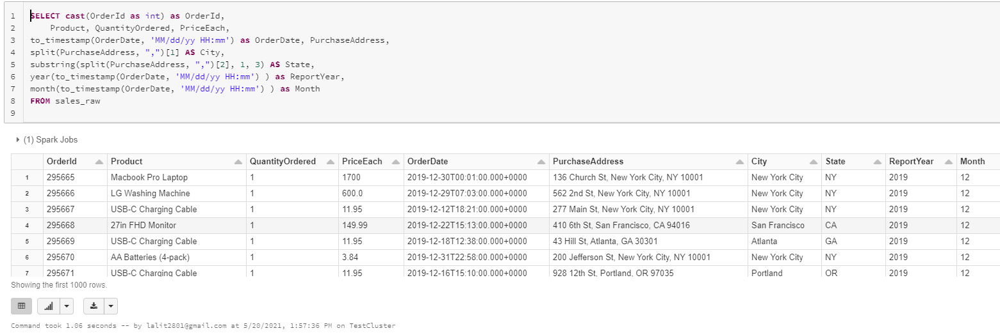 1 SELECT cast(OrderId as int) as OrderId,
2 Product, QuantityOrdered, PriceEach,
3 to_timestamp(OrderDate, 'MM/dd/yy HH:mm') as OrderDate, PurchaseAddress,
4 split(PurchaseAddress, ",")[1] AS City,
5 substring(split(PurchaseAddress, ",")[2], 1, 3) AS State,
6 year(to_timestamp(OrderDate, 'MM/dd/yy HH:mm') ) as ReportYear,
7 month(to_timestamp(OrderDate, 'MM/dd/yy HH:mm') ) as Month
8 FROM sales_raw
9
(1) Spark Jobs
OrderId Product QuantityOrdered PriceEach OrderDate PurchaseAddress City State ReportYear Month
1 295665 Macbook Pro Laptop 1 1700 2019-12-30T00:01:00.000+0000 136 Church St, New York City, NY 10001 New York City NY 2019 12
2 295666 LG Washing Machine 1 600.0 2019-12-29T07:03:00.000+0000 562 2nd St, New York City, NY 10001 New York City NY 2019 12
3 295667 USB-C Charging Cable 1 11.95 2019-12-12T18:21:00.000+0000 277 Main St, New York City, NY 10001 New York City NY 2019 12
4 295668 27in FHD Monitor 1 149.99 2019-12-22T15:13:00.000+0000 410 6th St, San Francisco, CA 94016 San Francisco CA 2019 12
5 295669 USB-C Charging Cable 1 11.95 2019-12-18T12:38:00.000+0000 43 Hill St, Atlanta, GA 30301 Atlanta GA 2019 12
6 295670 AA Batteries (4-pack) 1 3.84 2019-12-31T22:58:00.000+0000 200 Jefferson St, New York City, NY 10001 New York City NY 2019 12
7 295671 USB-C Charging Cable 1 11.95 2019-12-16T15:10:00.000+0000 928 12th St, Portland, OR 97035 Portland OR 2019 12
Showing the first 1000 rows.
Command took 1.06 seconds -- by lalit2801@gmail.com at 5/20/2021, 1:57:36 PM on TestCluster